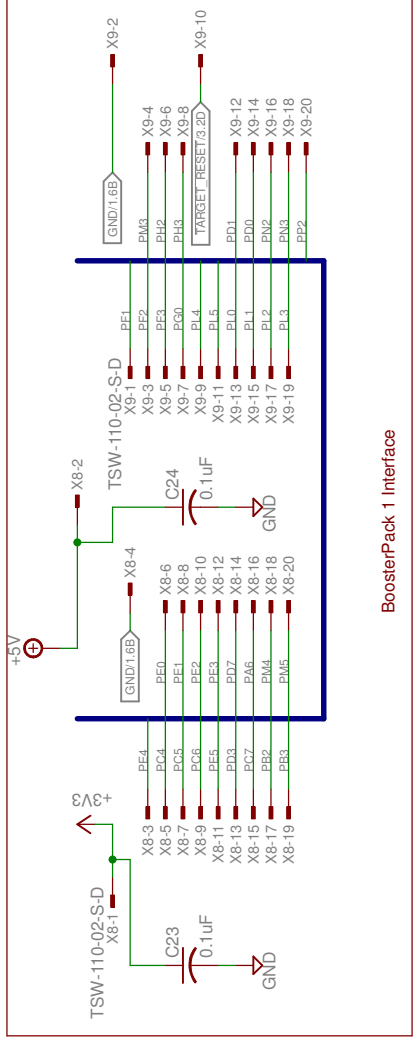 +5V
+3V3
TSW-110-02-S-D
X8-1
C23
0.1uF
GND
X8-2
C24
0.1uF
GND
GND/1.6B
X8-4
X8-3 PE4
X8-5 PC4 PE0 X8-6
X8-7 PC5 PE1 X8-8
X8-9 PC6 PE2 X8-10
X8-11 PE5 PE3 X8-12
X8-13 PD3 PD7 X8-14
X8-15 PC7 PA6 X8-16
X8-17 PB2 PM4 X8-18
X8-19 PB3 PM5 X8-20
TSW-110-02-S-D
GND/1.6B X9-2
X9-1 PF1
X9-3 PF2 PM3 X9-4
X9-5 PF3 PH2 X9-6
X9-7 PG0 PH3 X9-8
X9-9 PL4 TARGET_RESET/3.2D X9-10
X9-11 PL5
X9-13 PL0 PD1 X9-12
X9-15 PL1 PD0 X9-14
X9-17 PL2 PN2 X9-16
X9-19 PL3 PN3 X9-18
PP2 X9-20
BoosterPack 1 Interface